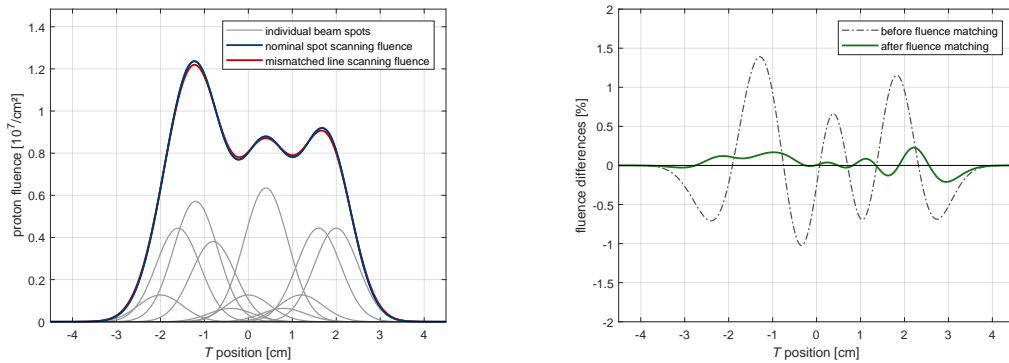 1.4
1.2
1
0.8
0.6
0.4
0.2
0
-4 -3 -2 -1 0 1 2 3 4
proton fluence [10⁷/cm²]
T position [cm]
individual beam spots
nominal spot scanning fluence
mismatched line scanning fluence
2
1.5
1
0.5
0
-0.5
-1
-1.5
-2
-4 -3 -2 -1 0 1 2 3 4
fluence differences [%]
T position [cm]
before fluence matching
after fluence matching